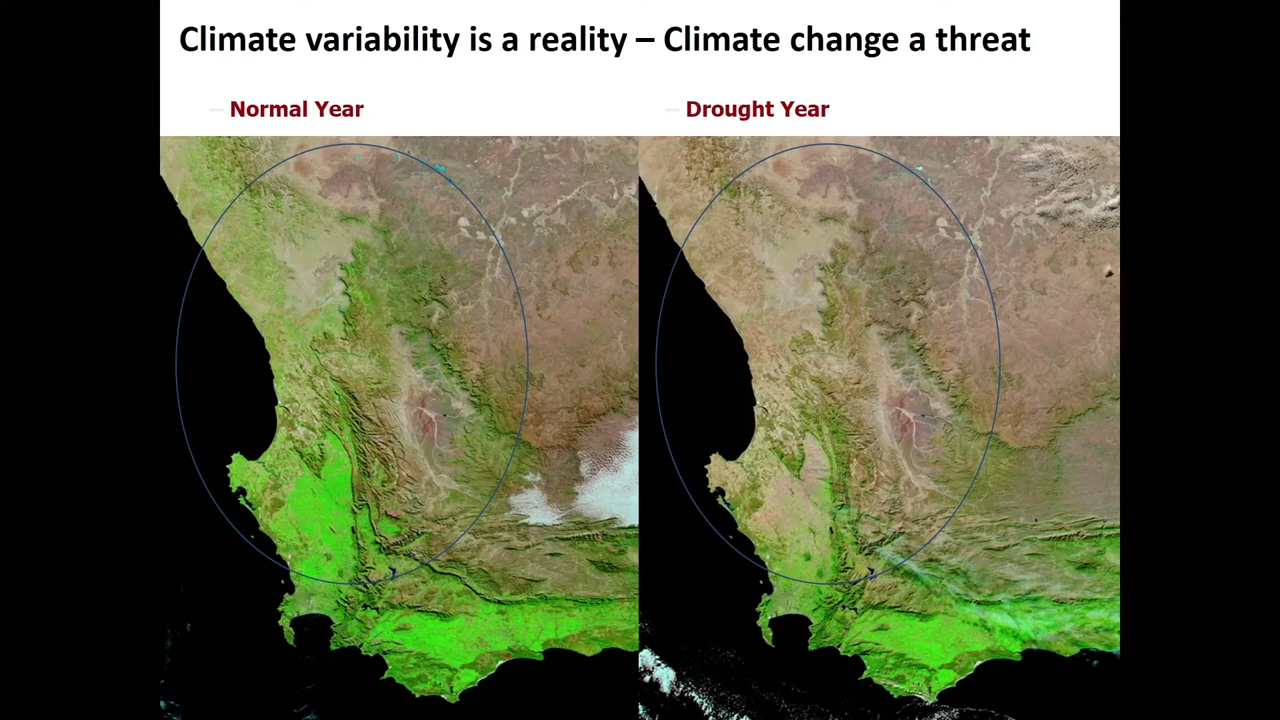 Climate variability is a reality – Climate change a threat
– Normal Year
– Drought Year